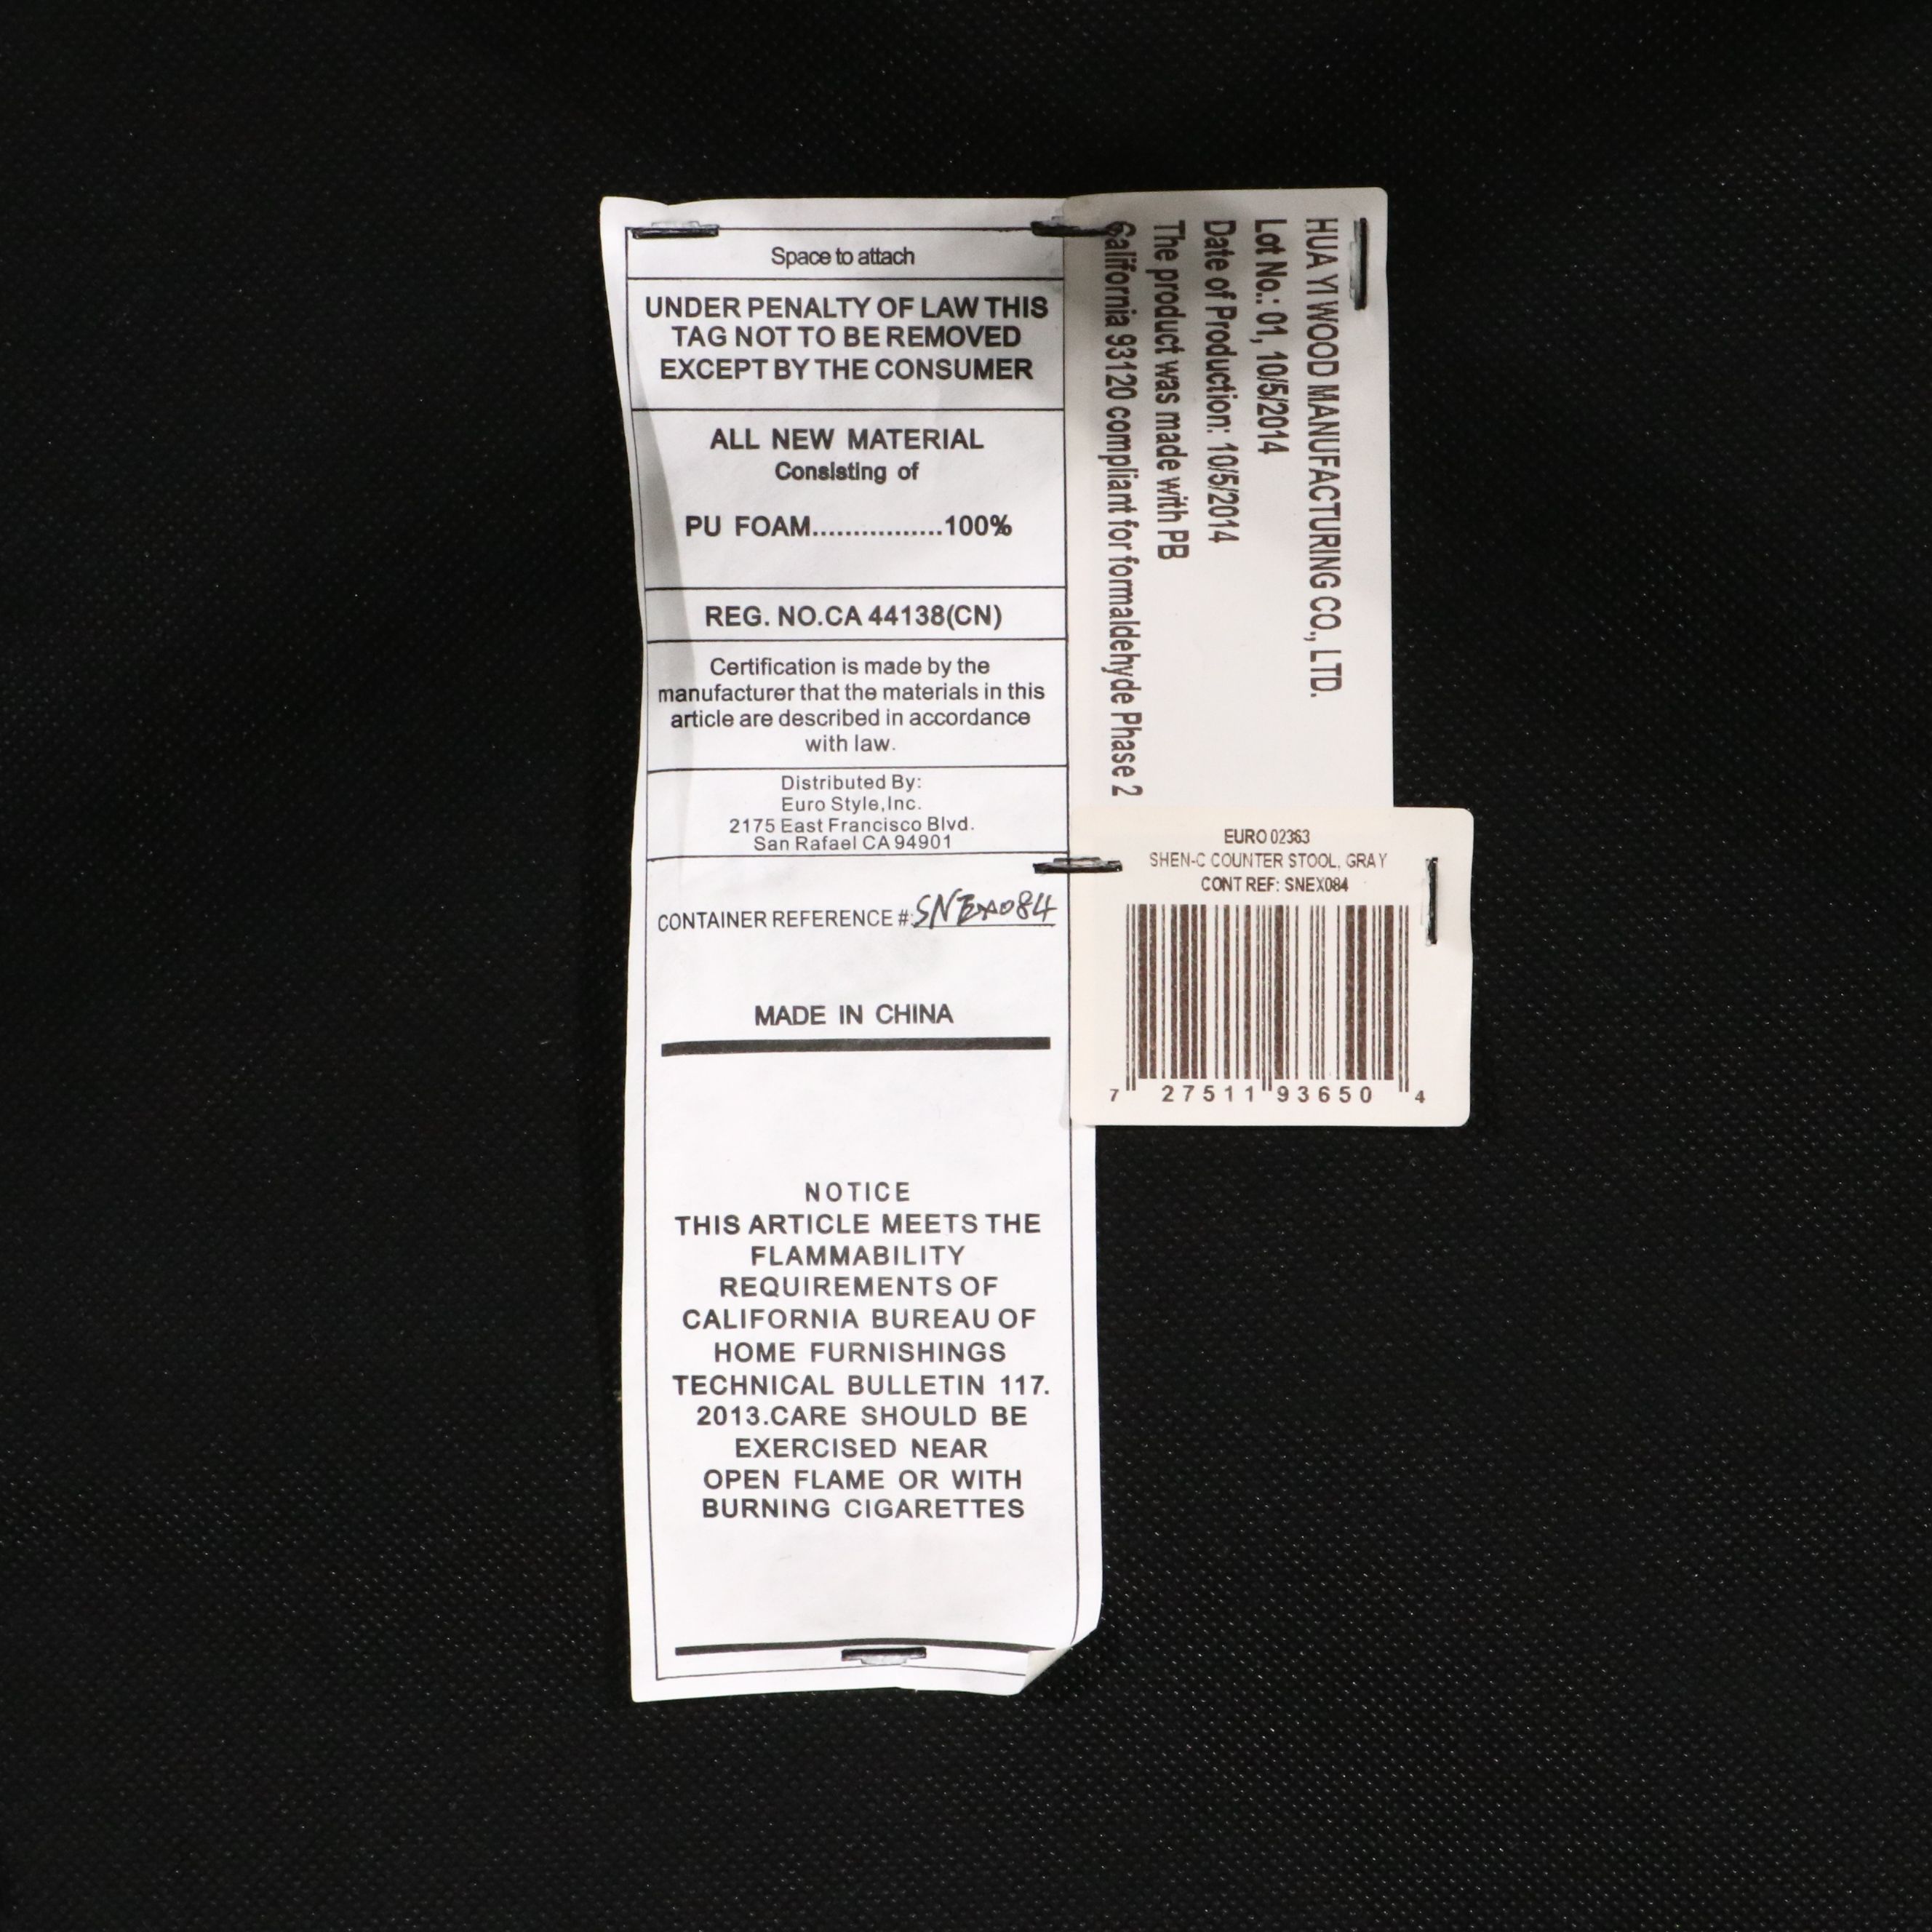 Space to attach
UNDER PENALTY OF LAW THIS
TAG NOT TO BE REMOVED
EXCEPT BY THE CONSUMER
ALL NEW MATERIAL
Consisting of
PU FOAM................100%
REG. NO.CA 44138(CN)
Certification is made by the
manufacturer that the materials in this
article are described in accordance
with law.
Distributed By:
Euro Style,Inc.
2175 East Francisco Blvd.
San Rafael CA 94901
CONTAINER REFERENCE #: SNEX084
MADE IN CHINA
NOTICE
THIS ARTICLE MEETS THE
FLAMMABILITY
REQUIREMENTS OF
CALIFORNIA BUREAU OF
HOME FURNISHINGS
TECHNICAL BULLETIN 117.
2013.CARE SHOULD BE
EXERCISED NEAR
OPEN FLAME OR WITH
BURNING CIGARETTES
HUA YI WOOD MANUFACTURING CO., LTD.
Lot No.: 01, 10/5/2014
Date of Production: 10/5/2014
The product was made with PB
California 93120 compliant for formaldehyde Phase 2
EURO 02363
SHEN-C COUNTER STOOL, GRAY
CONT REF: SNEX084
7 27511 93650 4